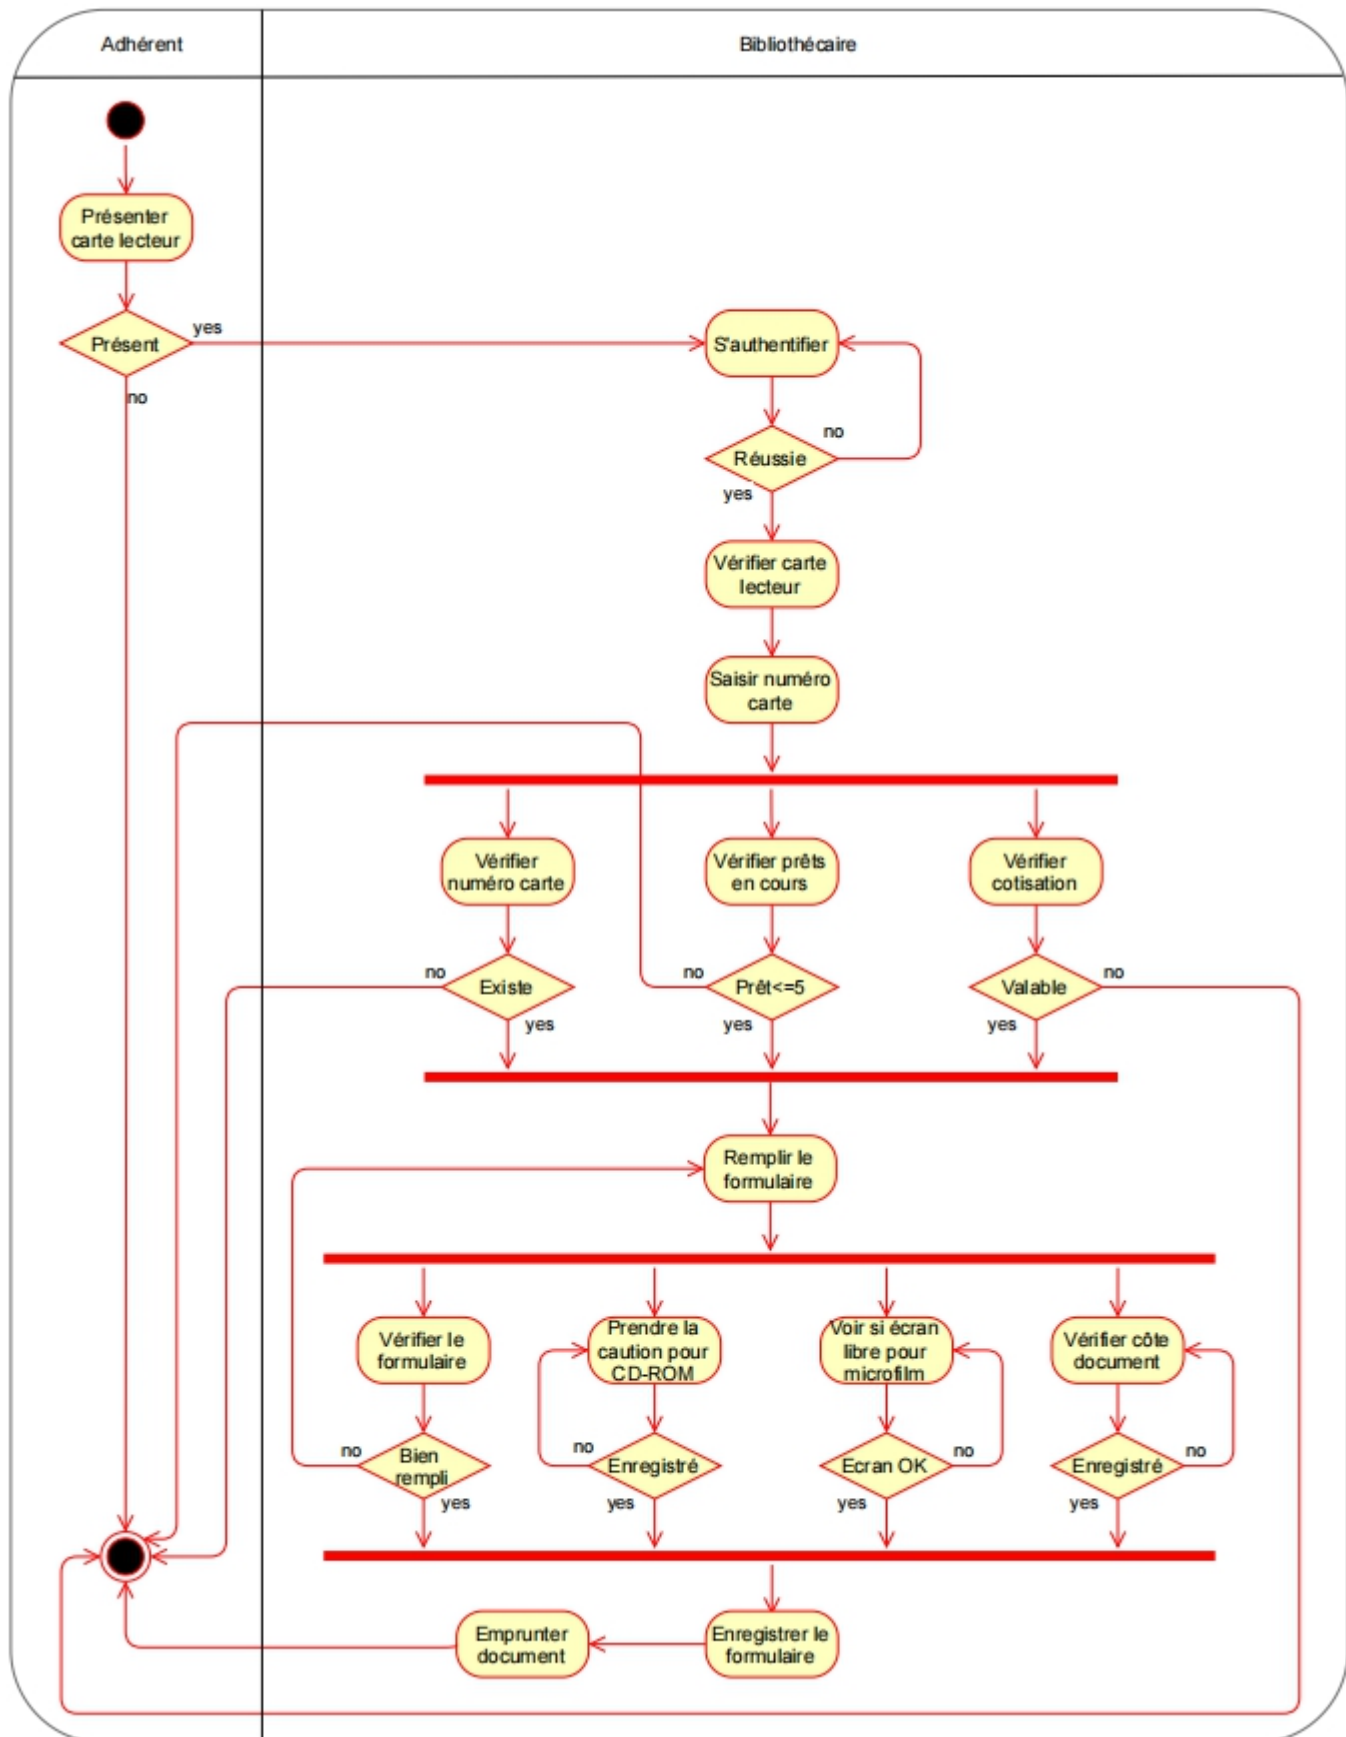 Adhérent
Bibliothécaire
Présenter
carte lecteur
Présent
yes
no
S'authentifier
Réussie
no
yes
Vérifier carte
lecteur
Saisir numéro
carte
Vérifier
numéro carte
Vérifier prêts
en cours
Vérifier
cotisation
no
Existe
yes
no
Prêt<=5
yes
Valable
no
yes
Remplir le
formulaire
Vérifier le
formulaire
Prendre la
caution pour
CD-ROM
Voir si écran
libre pour
microfilm
Vérifier côte
document
no
Bien
rempli
yes
no
Enregistré
yes
Ecran OK
no
yes
Enregistré
no
yes
Emprunter
document
Enregistrer le
formulaire